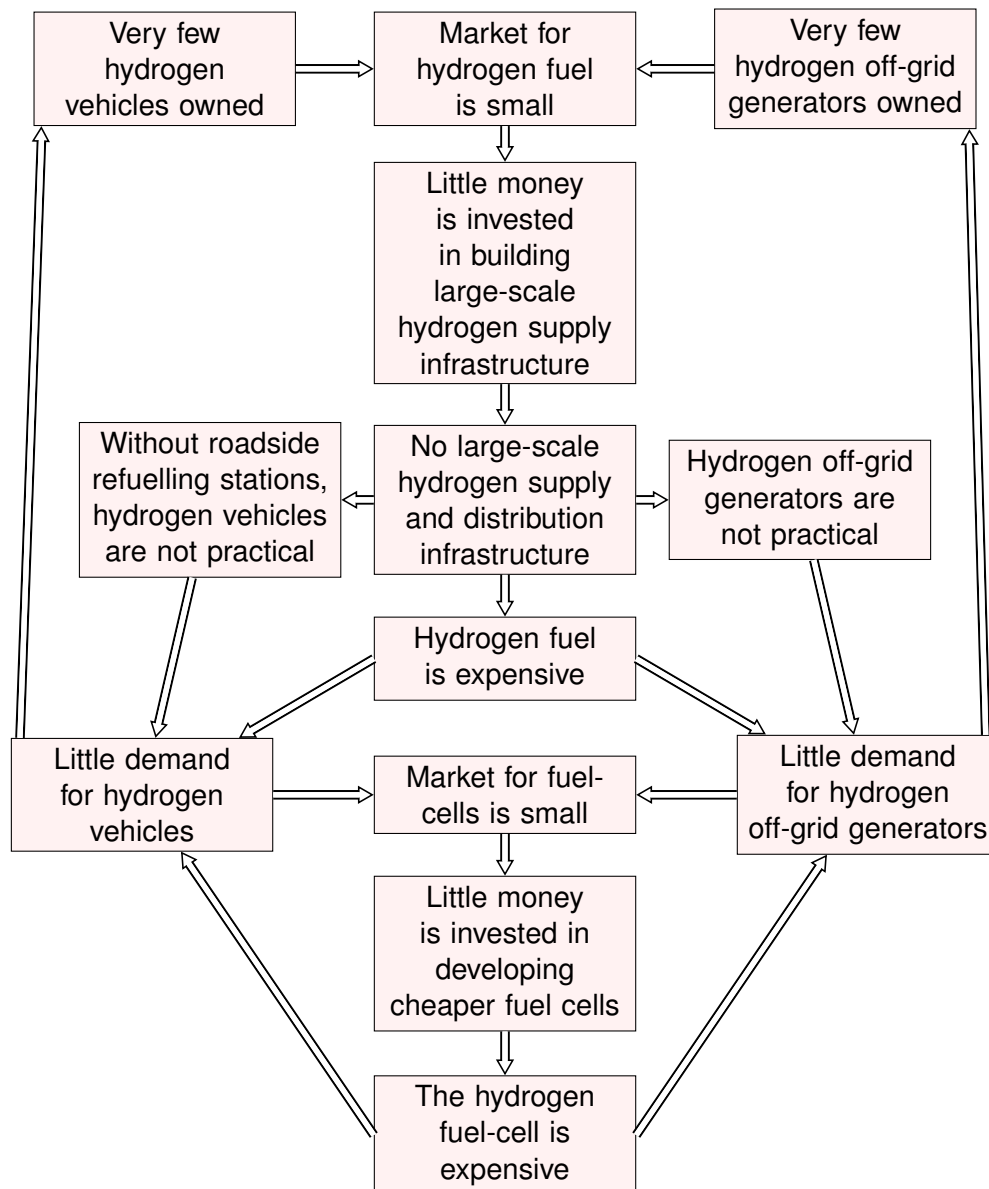 Very few
hydrogen
vehicles owned
Market for
hydrogen fuel
is small
Very few
hydrogen off-grid
generators owned
Little money
is invested
in building
large-scale
hydrogen supply
infrastructure
Without roadside
refuelling stations,
hydrogen vehicles
are not practical
No large-scale
hydrogen supply
and distribution
infrastructure
Hydrogen off-grid
generators are
not practical
Hydrogen fuel
is expensive
Little demand
for hydrogen
vehicles
Market for fuel-
cells is small
Little demand
for hydrogen
off-grid generators
Little money
is invested in
developing
cheaper fuel cells
The hydrogen
fuel-cell is
expensive